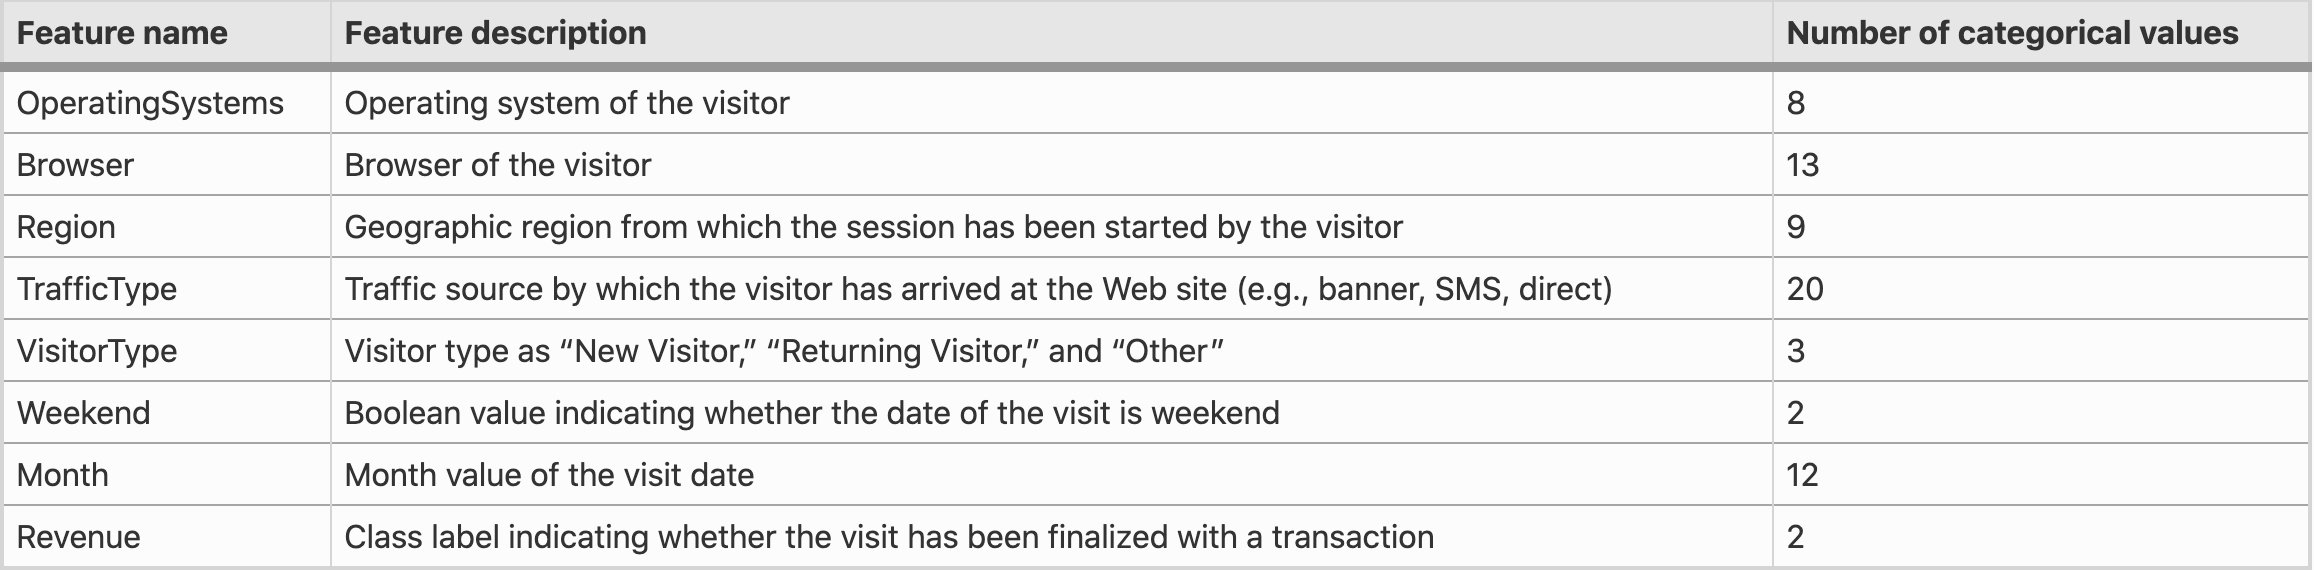 Feature name Feature description Number of categorical values
OperatingSystems Operating system of the visitor 8
Browser Browser of the visitor 13
Region Geographic region from which the session has been started by the visitor 9
TrafficType Traffic source by which the visitor has arrived at the Web site (e.g., banner, SMS, direct) 20
VisitorType Visitor type as “New Visitor,” “Returning Visitor,” and “Other” 3
Weekend Boolean value indicating whether the date of the visit is weekend 2
Month Month value of the visit date 12
Revenue Class label indicating whether the visit has been finalized with a transaction 2